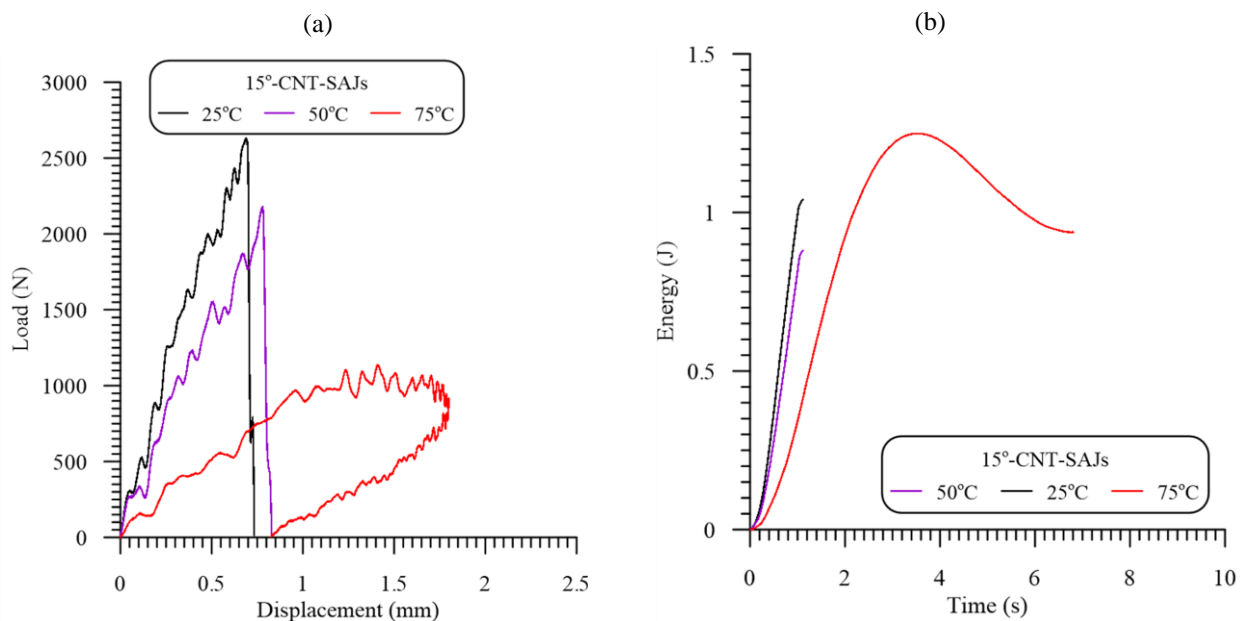 (a)
15°-CNT-SAJs
25°C 50°C 75°C
3000
2500
2000
1500
1000
500
0
Load (N)
0 0.5 1 1.5 2 2.5
Displacement (mm)
(b)
1.5
1
0.5
0
Energy (J)
15°-CNT-SAJs
50°C 25°C 75°C
0 2 4 6 8 10
Time (s)